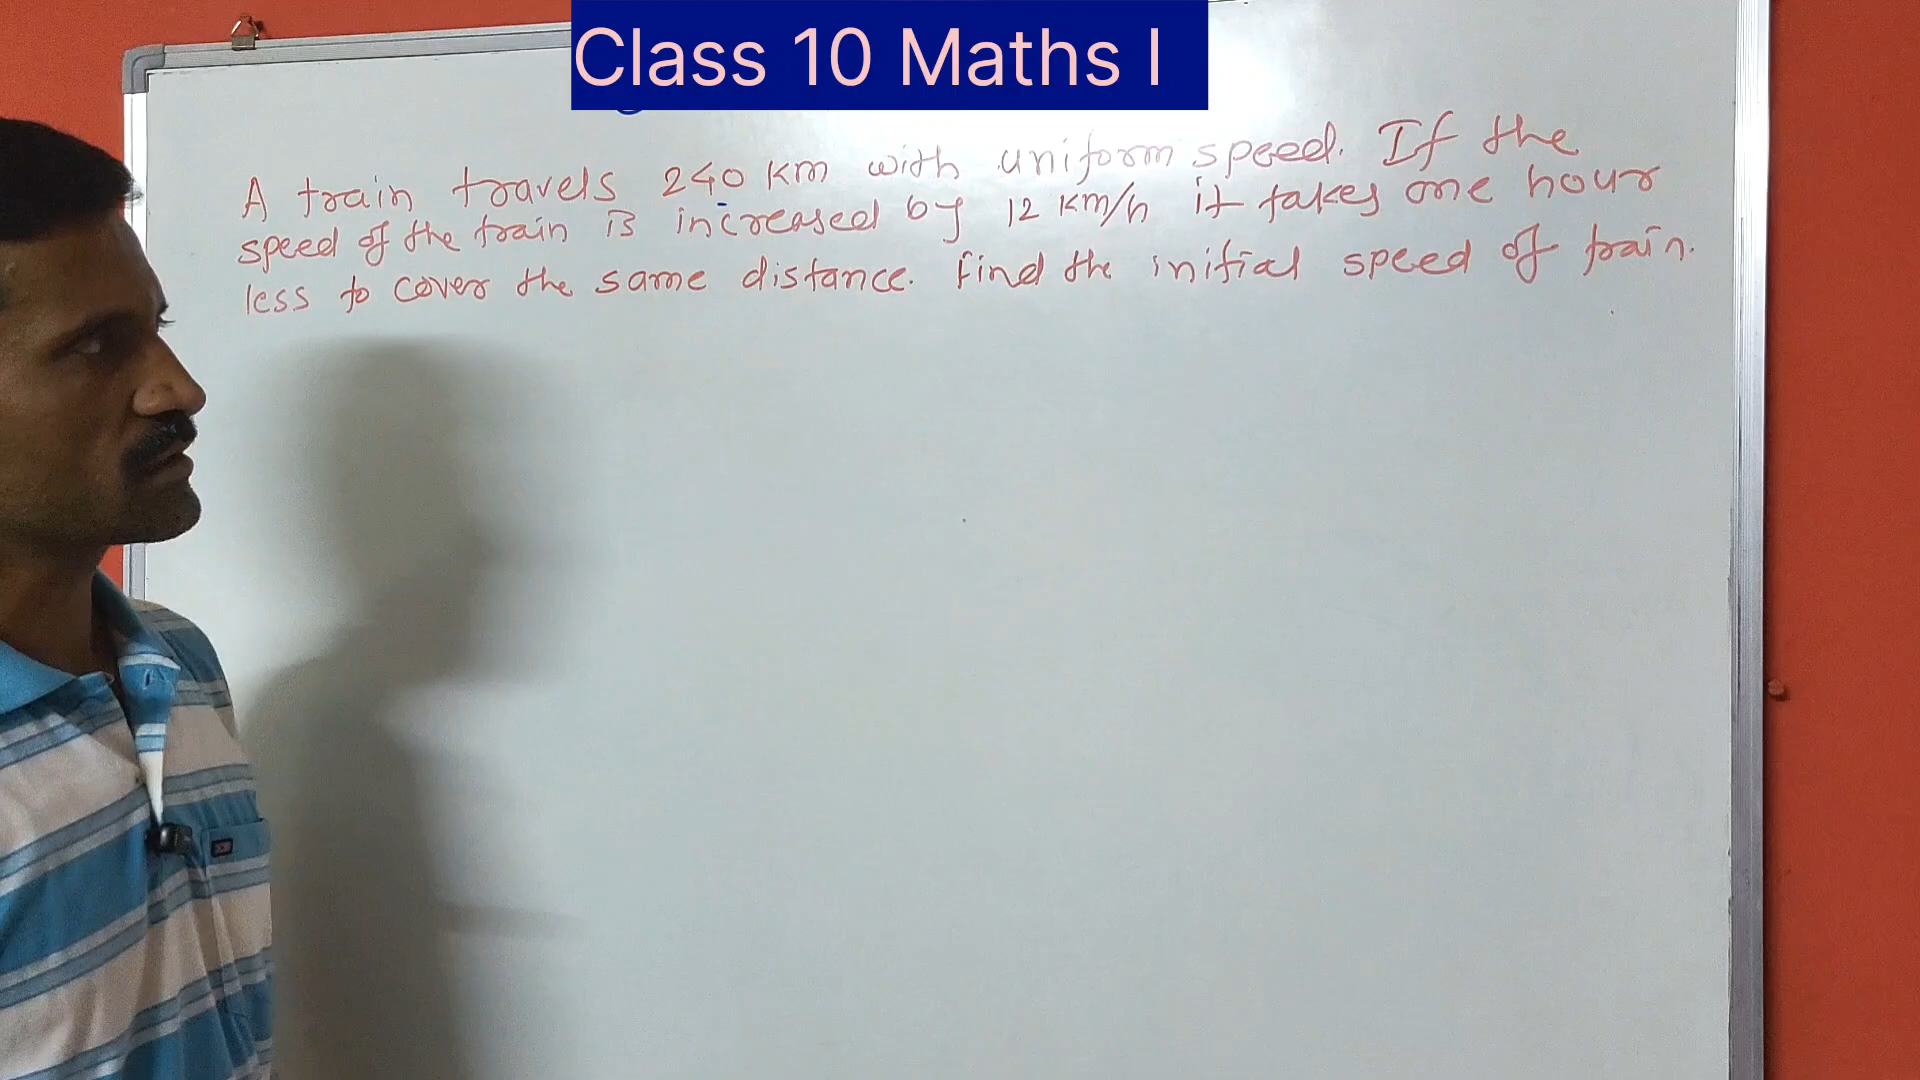 Class 10 Maths I
A train travels 240 km with uniform speed. If the
speed of the train is increased by 12 km/h it takes one hour
less to cover the same distance. Find the initial speed of train.